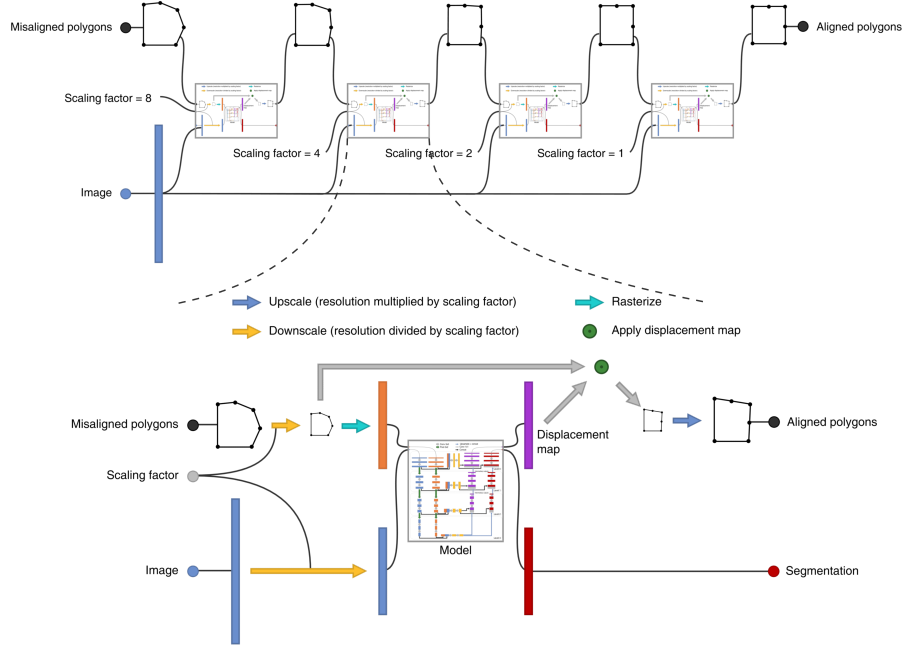 Misaligned polygons
Aligned polygons
Scaling factor = 8
Scaling factor = 4
Scaling factor = 2
Scaling factor = 1
Image
Upscale (resolution multiplied by scaling factor)
Rasterize
Downscale (resolution divided by scaling factor)
Apply displacement map
Misaligned polygons
Aligned polygons
Displacement
map
Scaling factor
Model
Image
Segmentation